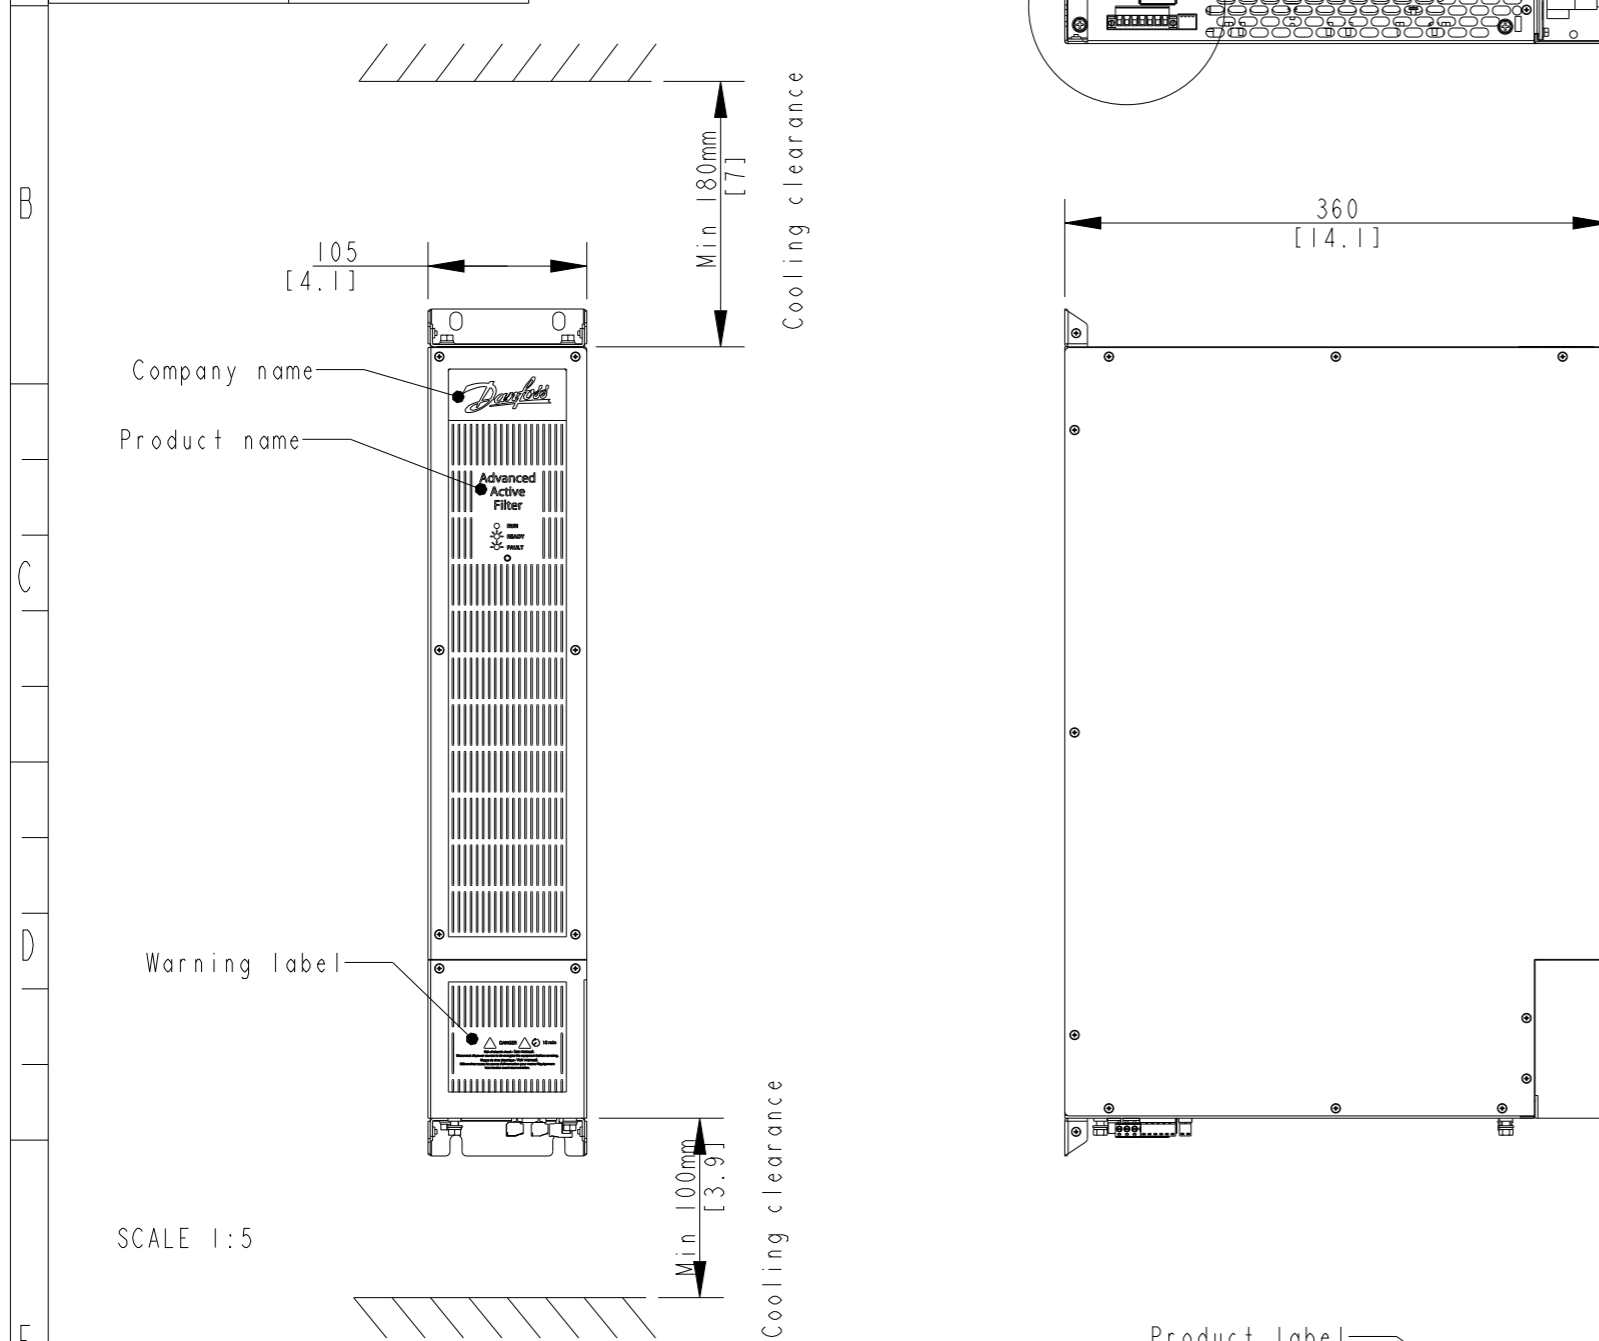 B
Min 180mm
[7]
Cooling clearance
360
[14.1]
105
[4.1]
Company name
Danfoss
Product name
Advanced
Active
Filter
RUN
READY
FAULT
C
D
Warning label
DANGER
Min 100mm
[3.9]
Cooling clearance
SCALE 1:5
Product label